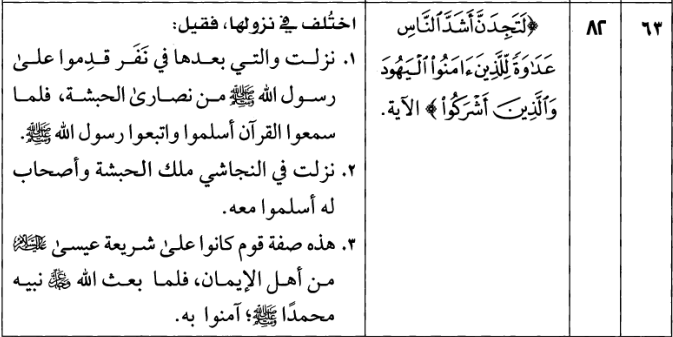 ٦٣
٨٢
﴿لَتَجِدَنَّ أَشَدَّ ٱلنَّاسِ
عَدَٰوَةً لِّلَّذِينَ ءَامَنُوا۟ ٱلْيَهُودَ
وَٱلَّذِينَ أَشْرَكُوا۟﴾ الآية.
اختُلف في نزولها، فقيل:
١. نزلت والتي بعدها في نَفَر قدِموا علىٰ
رسول الله ﷺ من نصارىٰ الحبشة، فلما
سمعوا القرآن أسلموا واتبعوا رسول الله ﷺ.
٢. نزلت في النجاشي ملك الحبشة وأصحاب
له أسلموا معه.
٣. هذه صفة قوم كانوا علىٰ شريعة عيسىٰ عليه السلام
من أهل الإيمان، فلما بعث الله عز وجل نبيه
محمدًا ﷺ؛ آمنوا به.